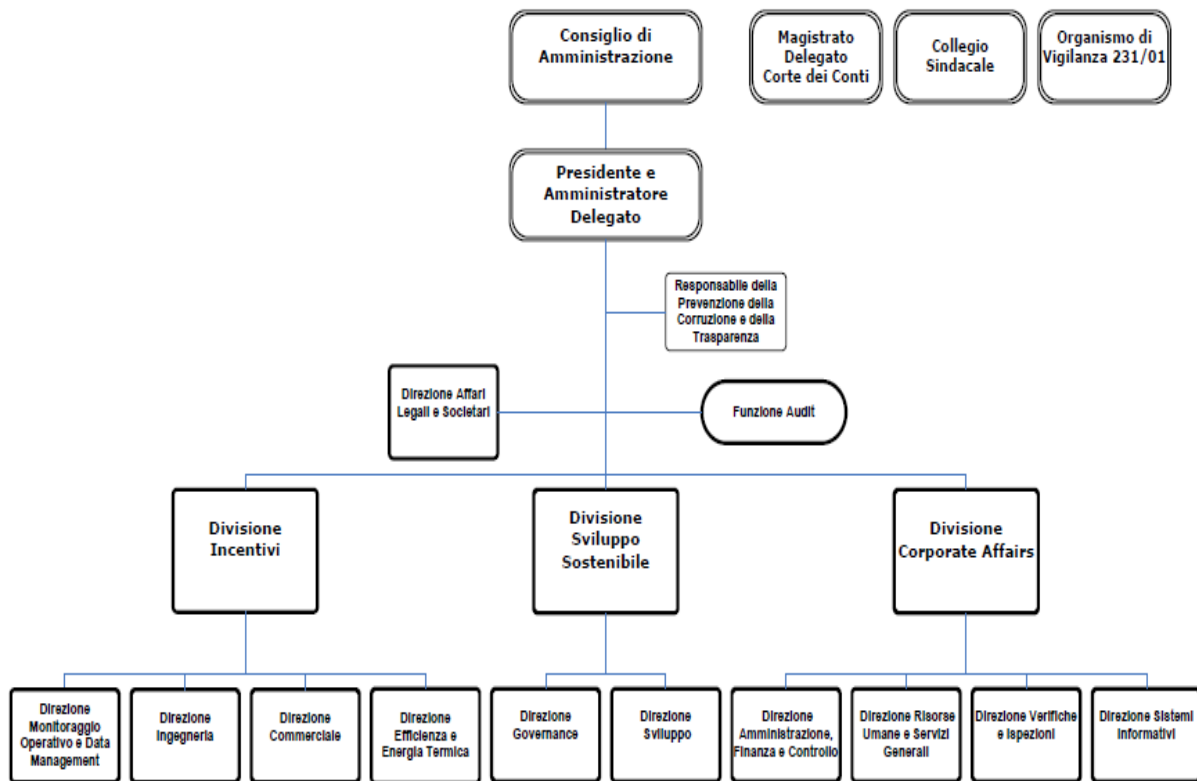 Consiglio di
Amministrazione
Magistrato
Delegato
Corte dei Conti
Collegio
Sindacale
Organismo di
Vigilanza 231/01
Presidente e
Amministratore
Delegato
Responsabile della
Prevenzione della
Corruzione e della
Trasparenza
Direzione Affari
Legali e Societari
Funzione Audit
Divisione
Incentivi
Divisione
Sviluppo
Sostenibile
Divisione
Corporate Affairs
Direzione
Monitoraggio
Operativo e Data
Management
Direzione
Ingegneria
Direzione
Commerciale
Direzione
Efficienza e
Energia Termica
Direzione
Governance
Direzione
Sviluppo
Direzione
Amministrazione,
Finanza e Controllo
Direzione Risorse
Umane e Servizi
Generali
Direzione Verifiche
e Ispezioni
Direzione Sistemi
Informativi